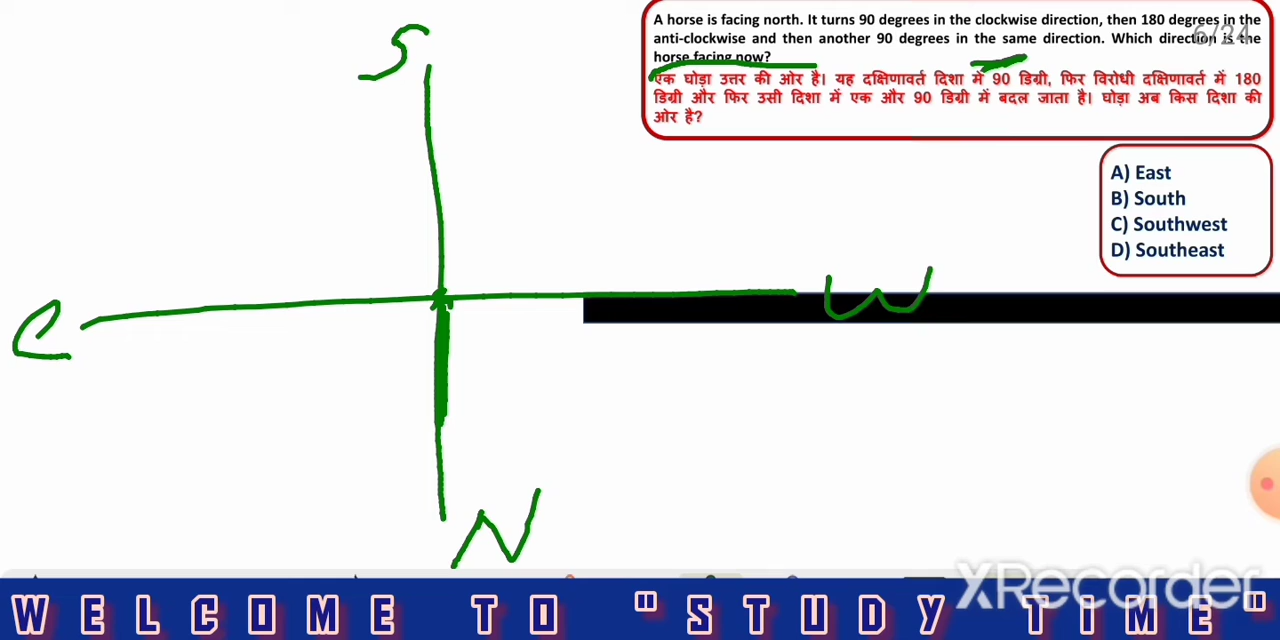 A horse is facing north. It turns 90 degrees in the clockwise direction, then 180 degrees in the
anti-clockwise and then another 90 degrees in the same direction. Which direction is the
horse facing now?
6/24
एक घोड़ा उत्तर की ओर है। यह दक्षिणावर्त दिशा में 90 डिग्री, फिर विरोधी दक्षिणावर्त में 180
डिग्री और फिर उसी दिशा में एक और 90 डिग्री में बदल जाता है। घोड़ा अब किस दिशा की
ओर है?
A) East
B) South
C) Southwest
D) Southeast
S
e
W
N
XRecorder
WELCOME TO "STUDY TIME"